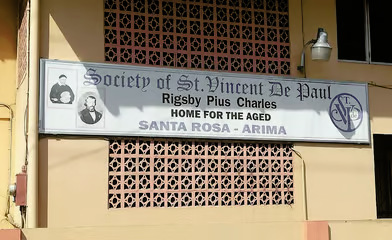 Society of St. Vincent De Paul
Rigsby Pius Charles
HOME FOR THE AGED
SANTA ROSA - ARIMA